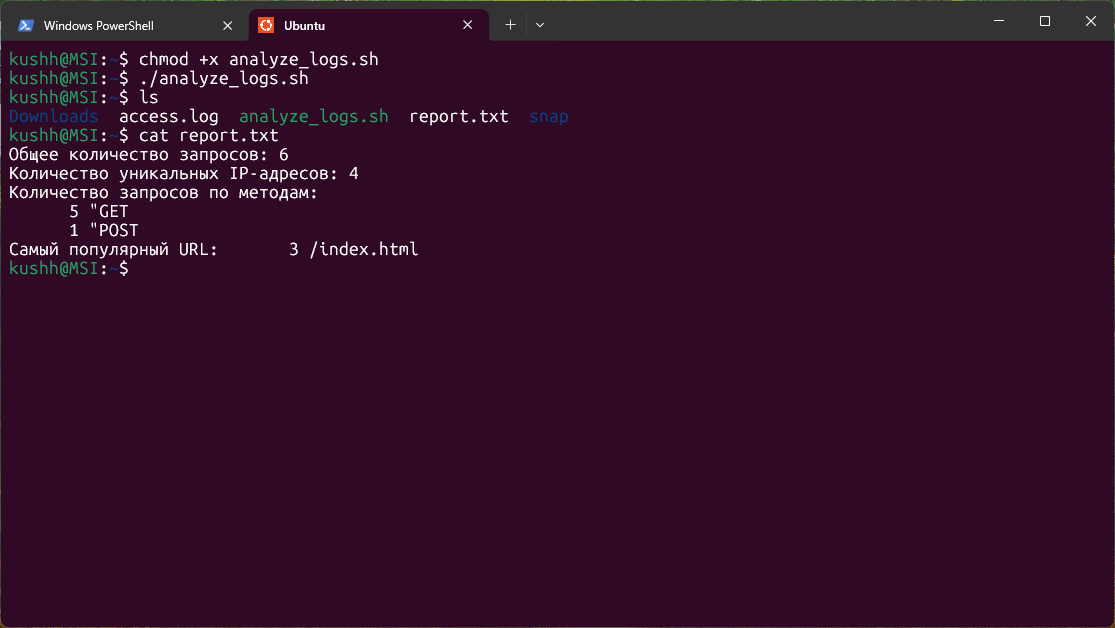 Windows PowerShell
Ubuntu
kushh@MSI:~$ chmod +x analyze_logs.sh
kushh@MSI:~$ ./analyze_logs.sh
kushh@MSI:~$ ls
Downloads  access.log  analyze_logs.sh  report.txt  snap
kushh@MSI:~$ cat report.txt
Общее количество запросов: 6
Количество уникальных IP-адресов: 4
Количество запросов по методам:
      5 "GET
      1 "POST
Самый популярный URL:       3 /index.html
kushh@MSI:~$